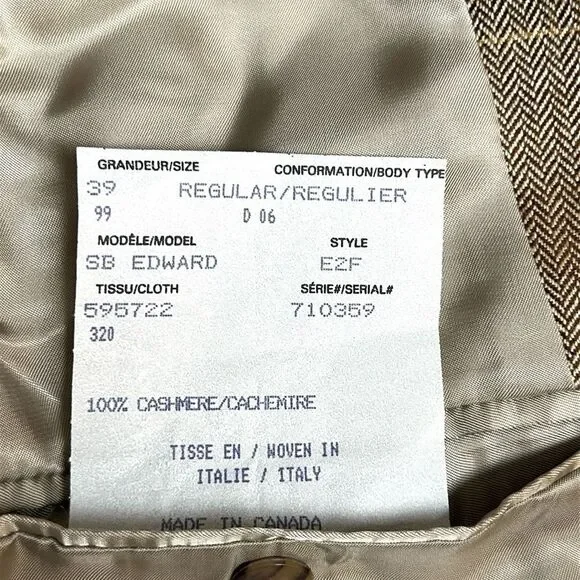 GRANDEUR/SIZE CONFORMATION/BODY TYPE
39 REGULAR/REGULIER
99 D 06
MODÈLE/MODEL STYLE
SB EDWARD E2F
TISSU/CLOTH SÉRIE#/SERIAL#
595722 710359
320
100% CASHMERE/CACHEMIRE
TISSE EN / WOVEN IN
ITALIE / ITALY
MADE IN CANADA